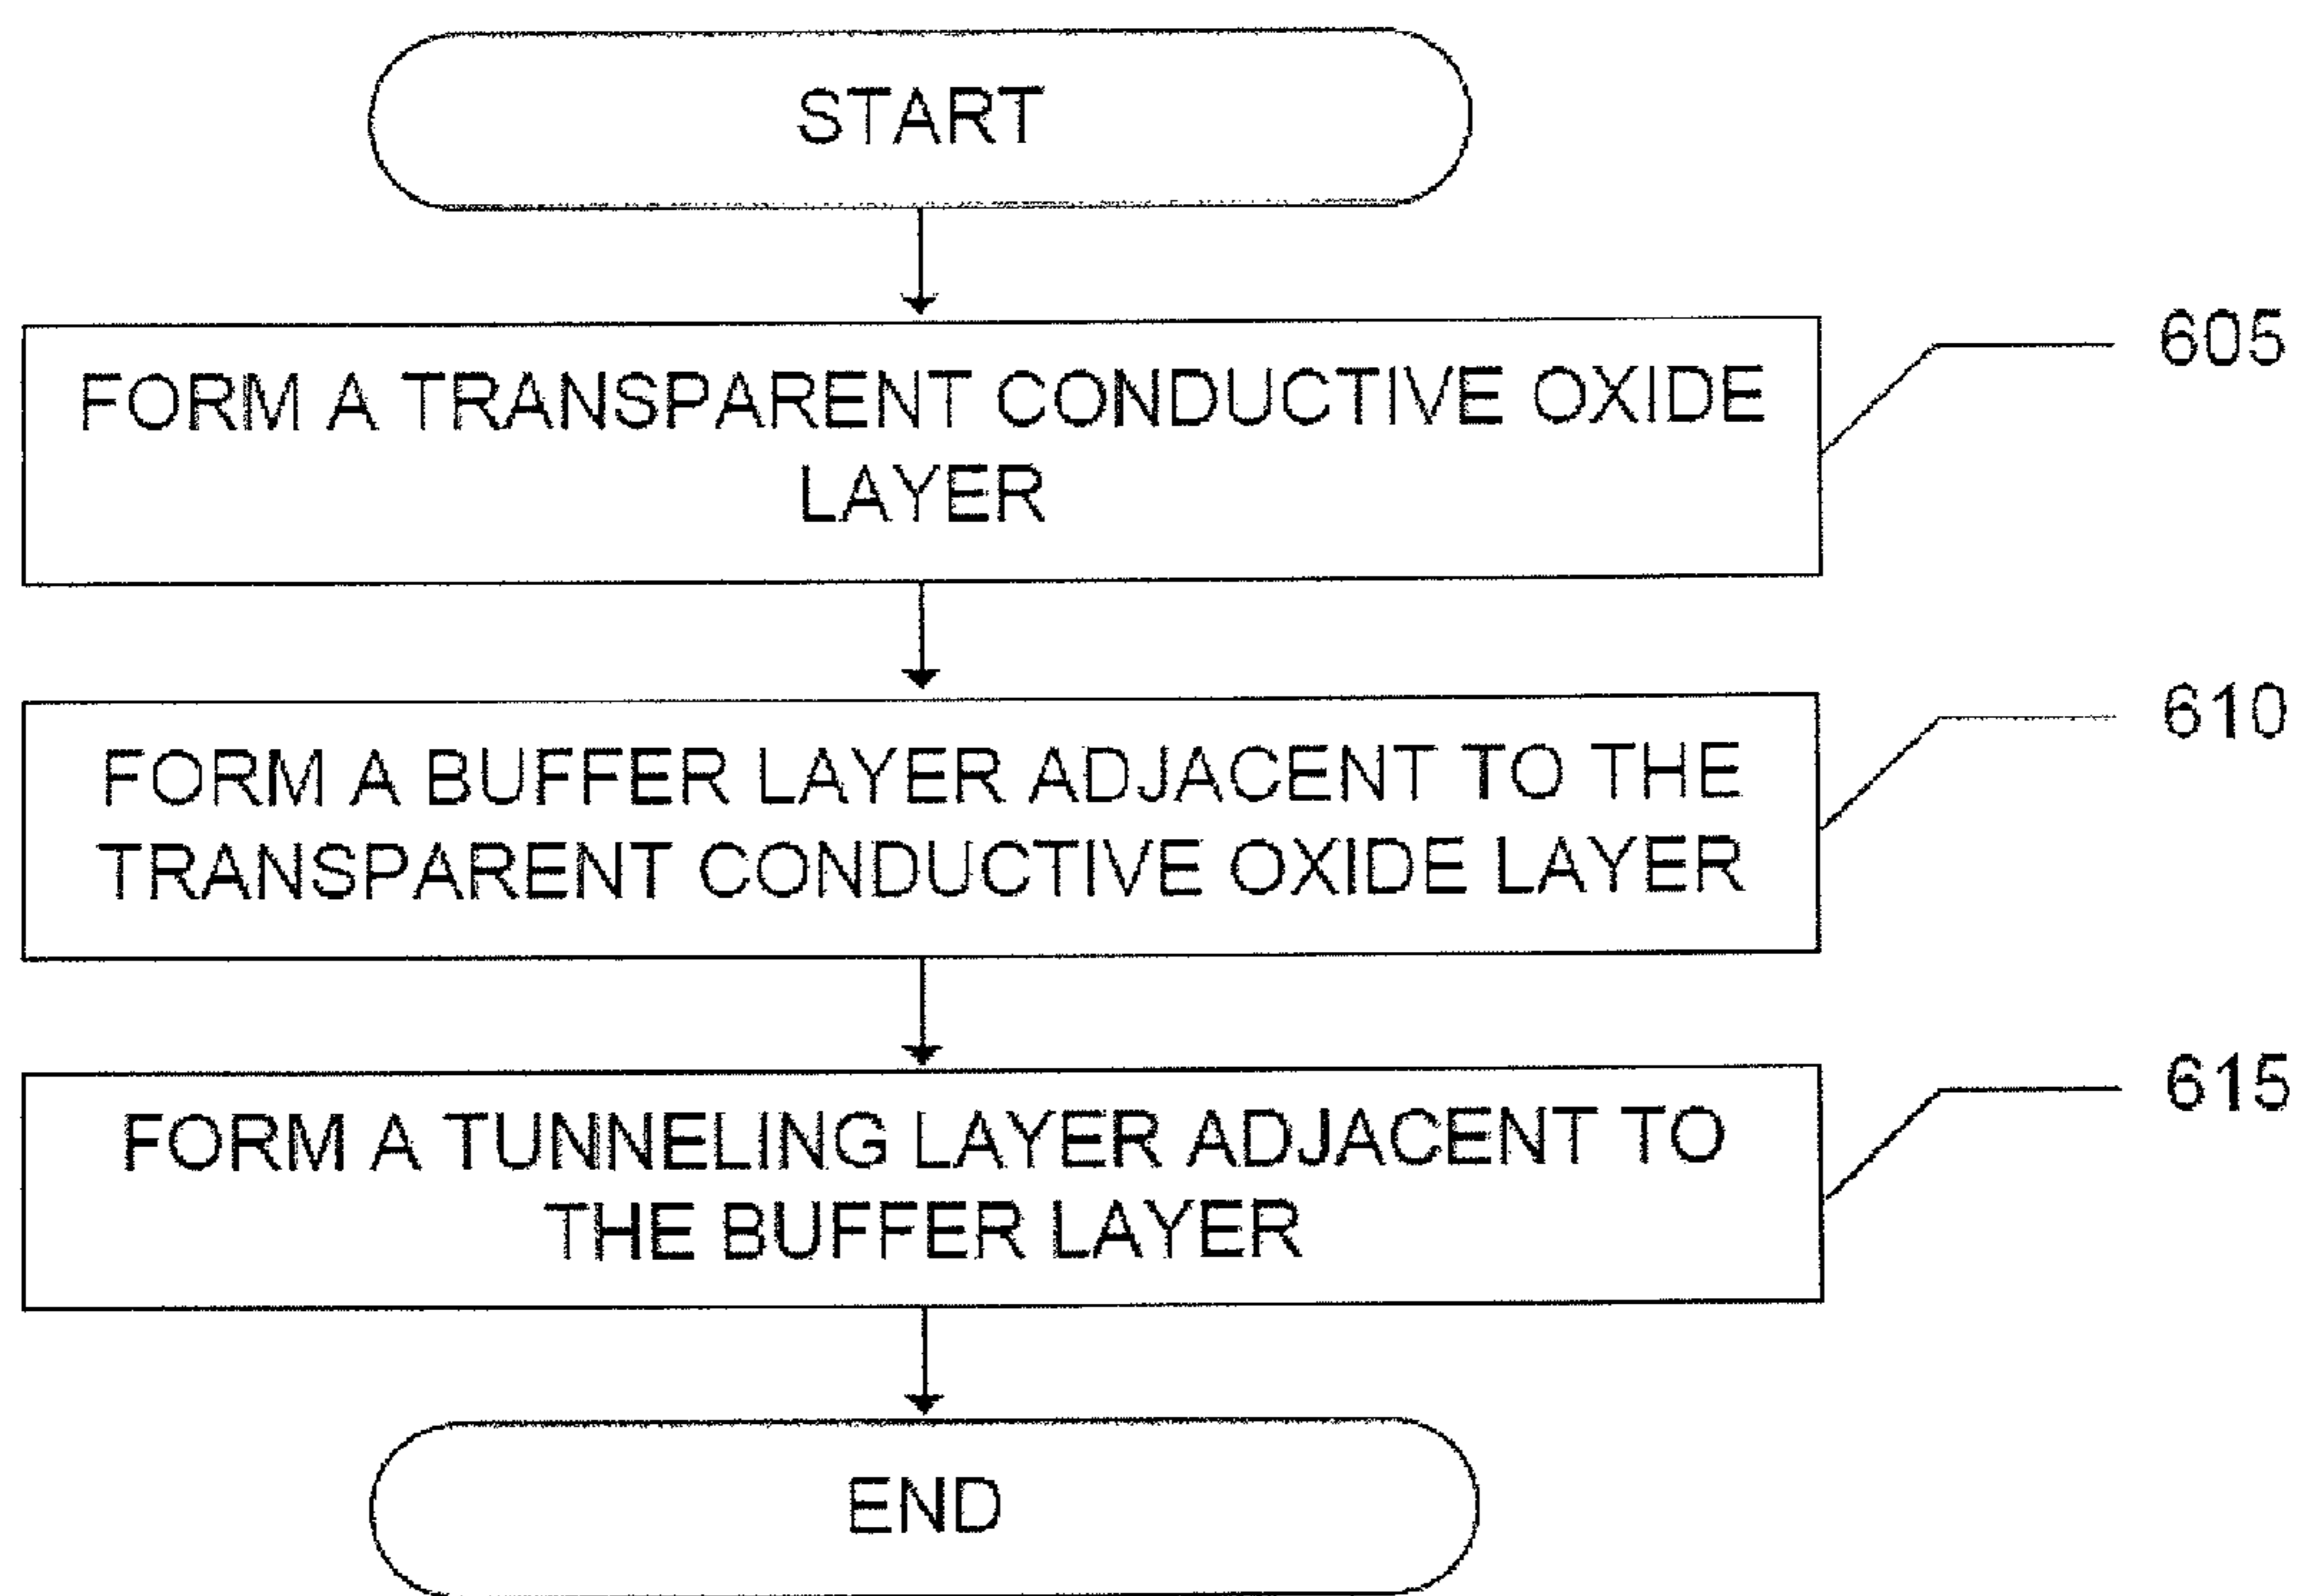 START
FORM A TRANSPARENT CONDUCTIVE OXIDE
LAYER
605
FORM A BUFFER LAYER ADJACENT TO THE
TRANSPARENT CONDUCTIVE OXIDE LAYER
610
FORM A TUNNELING LAYER ADJACENT TO
THE BUFFER LAYER
615
END